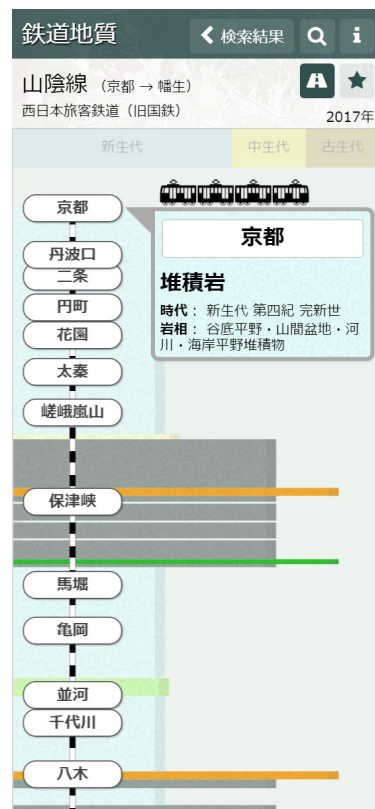 鉄道地質
検索結果
i
山陰線 (京都 → 幡生)
西日本旅客鉄道(旧国鉄)
2017年
新生代 中生代 古生代
京都
京都
堆積岩
時代: 新生代 第四紀 完新世
岩相: 谷底平野・山間盆地・河
川・海岸平野堆積物
丹波口
二条
円町
花園
太秦
嵯峨嵐山
保津峡
馬堀
亀岡
並河
千代川
八木